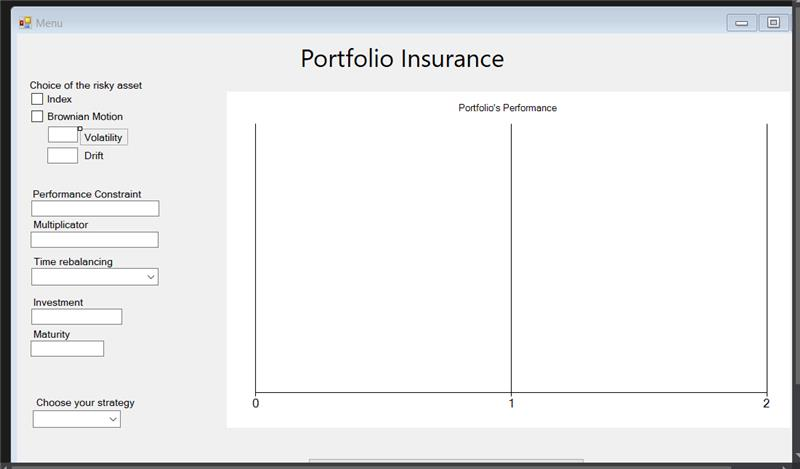 Menu
Portfolio Insurance
Choice of the risky asset
Index
Brownian Motion
Volatility
Drift
Performance Constraint
Multiplicator
Time rebalancing
Investment
Maturity
Choose your strategy
Portfolio's Performance
0 1 2